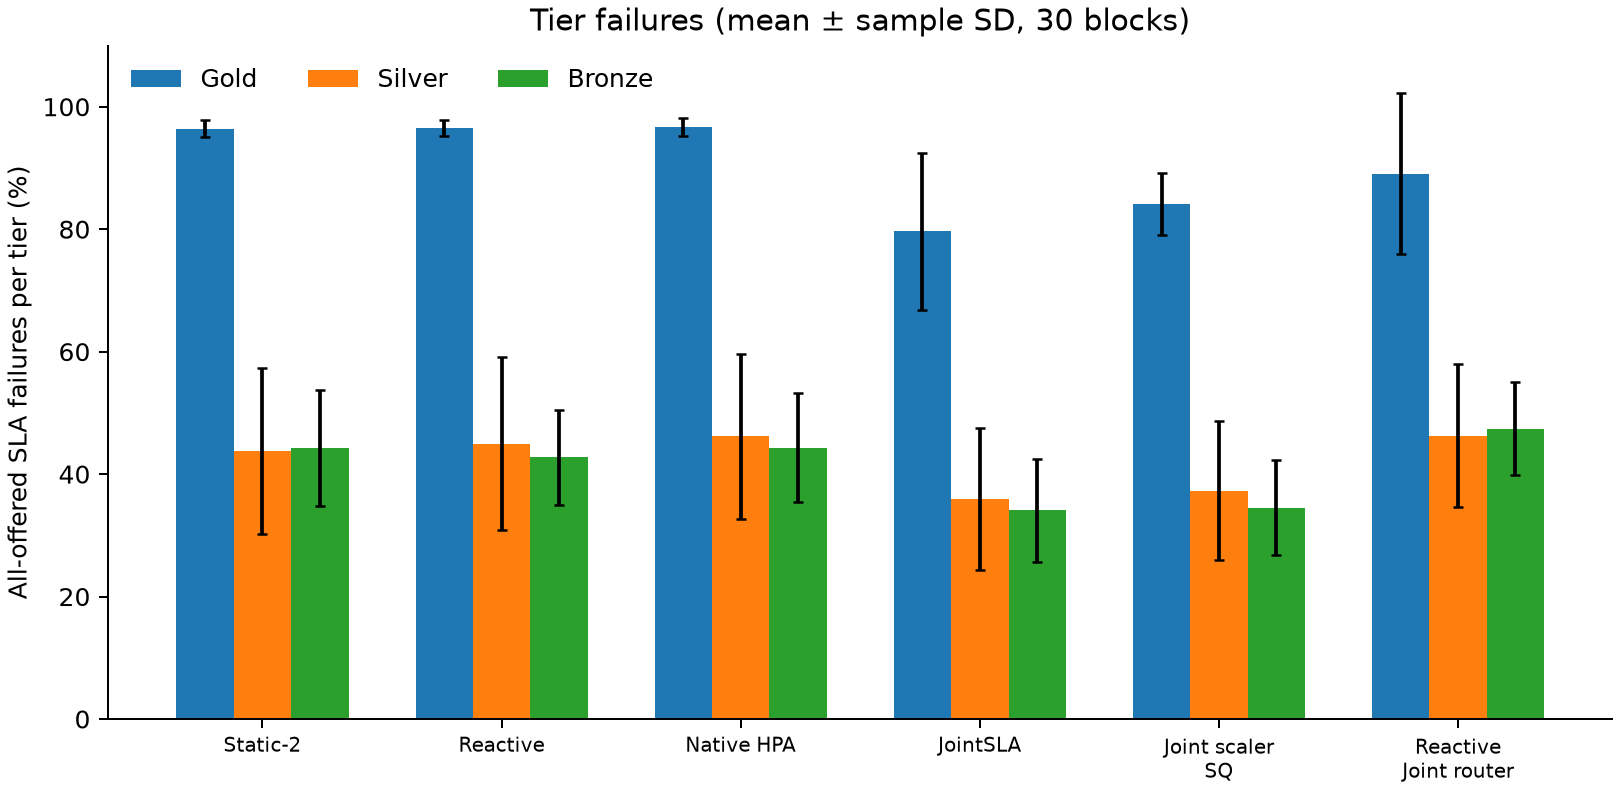 Tier failures (mean ± sample SD, 30 blocks)
Gold
Silver
Bronze
All-offered SLA failures per tier (%)
100
80
60
40
20
0
Static-2
Reactive
Native HPA
JointSLA
Joint scaler
SQ
Reactive
Joint router